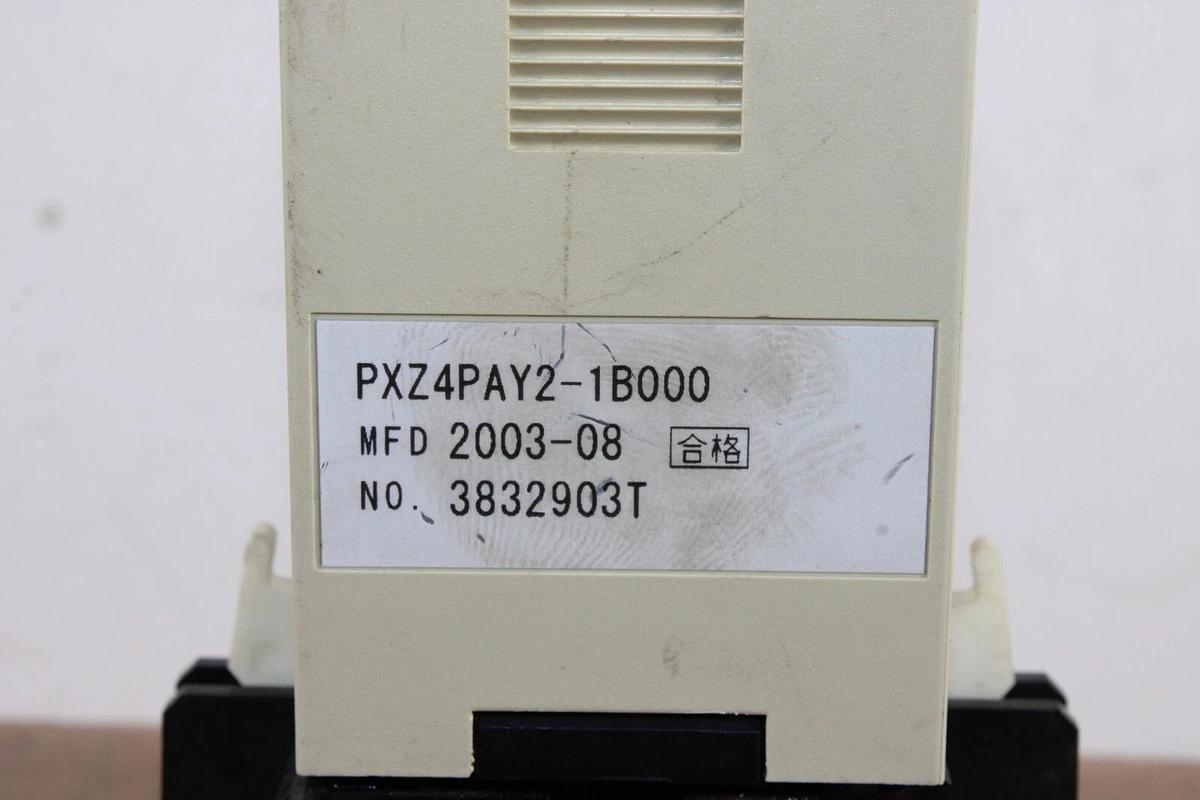 PXZ4PAY2-1B000
MFD 2003-08 合格
NO. 3832903T